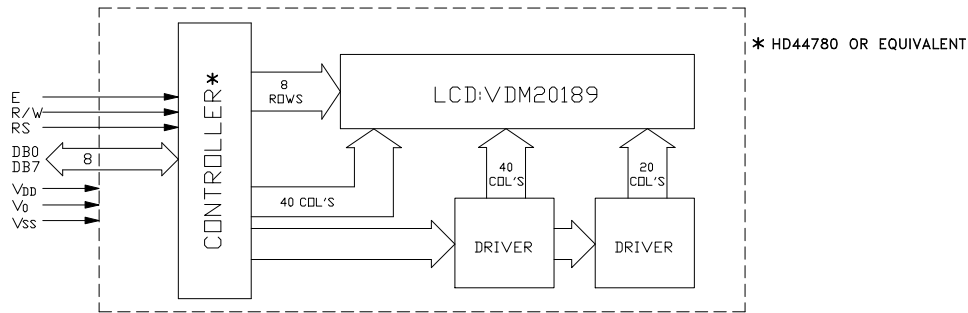 * HD44780 OR EQUIVALENT
CONTROLLER*
8
ROWS
LCD:VDM20189
E
R/W
RS
DB0
DB7
8
VDD
V0
VSS
40 COL'S
40
COL'S
20
COL'S
DRIVER
DRIVER